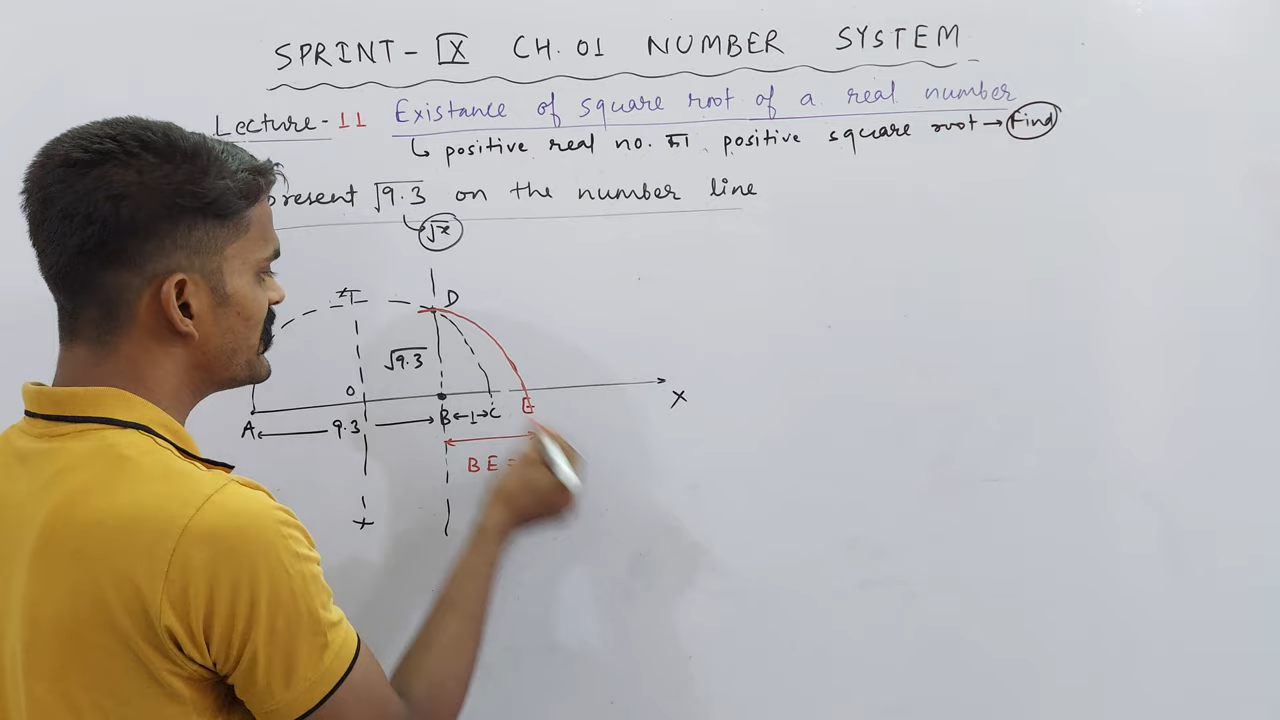 SPRINT - IX CH. 01 NUMBER SYSTEM
Lecture - 11 Existance of square root of a real number
↳ positive real no. का positive square root → Find
present √9.3 on the number line
√x
D
√9.3
O
X
A ← 9.3 → B ←1→ C E
BE =